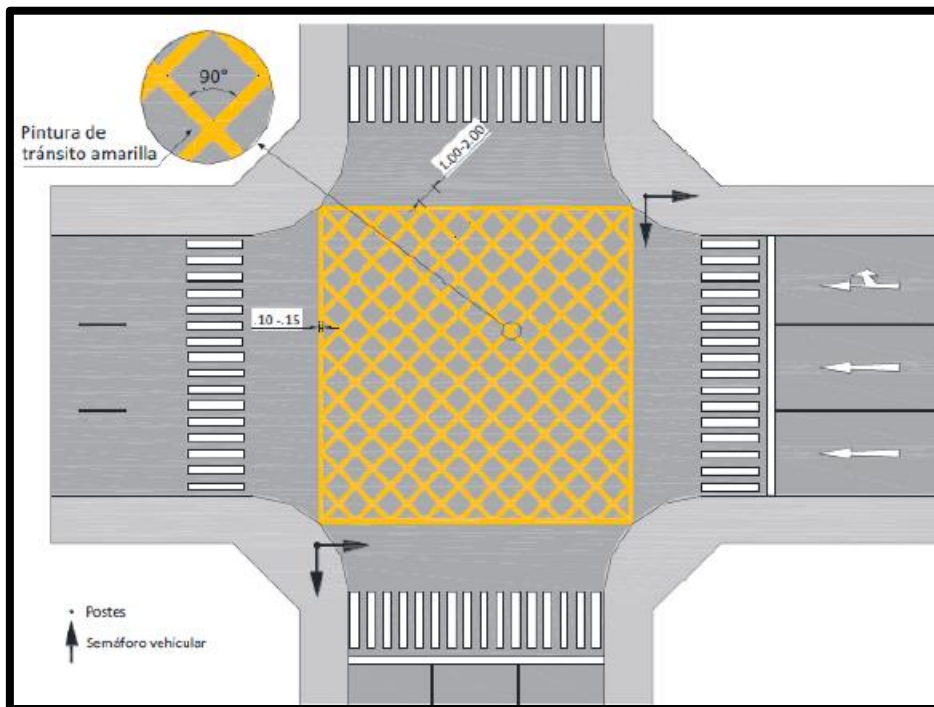 90°
Pintura de
tránsito amarilla
1.00-2.00
.10 -.15
Postes
Semáforo vehicular